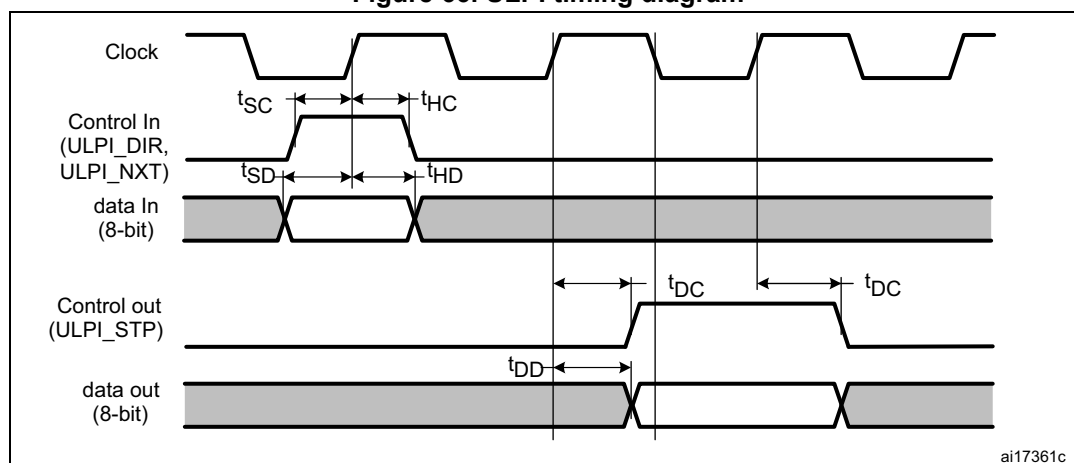 Clock
tSC
tHC
Control In
(ULPI_DIR,
ULPI_NXT)
tSD
tHD
data In
(8-bit)
tDC
tDC
Control out
(ULPI_STP)
tDD
data out
(8-bit)
ai17361c